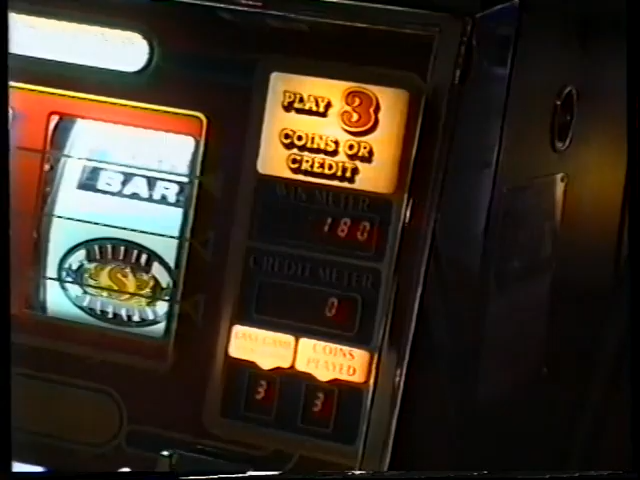 PLAY 3
COINS OR
CREDIT
BAR
WIN METER
180
CREDIT METER
0
COINS
PLAYED
3
3